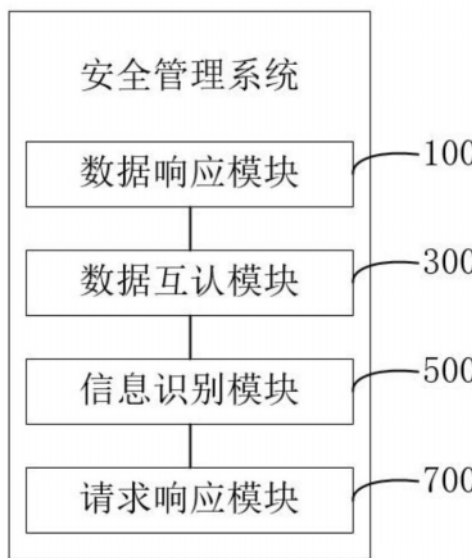 安全管理系统
数据响应模块
100
数据互认模块
300
信息识别模块
500
请求响应模块
700